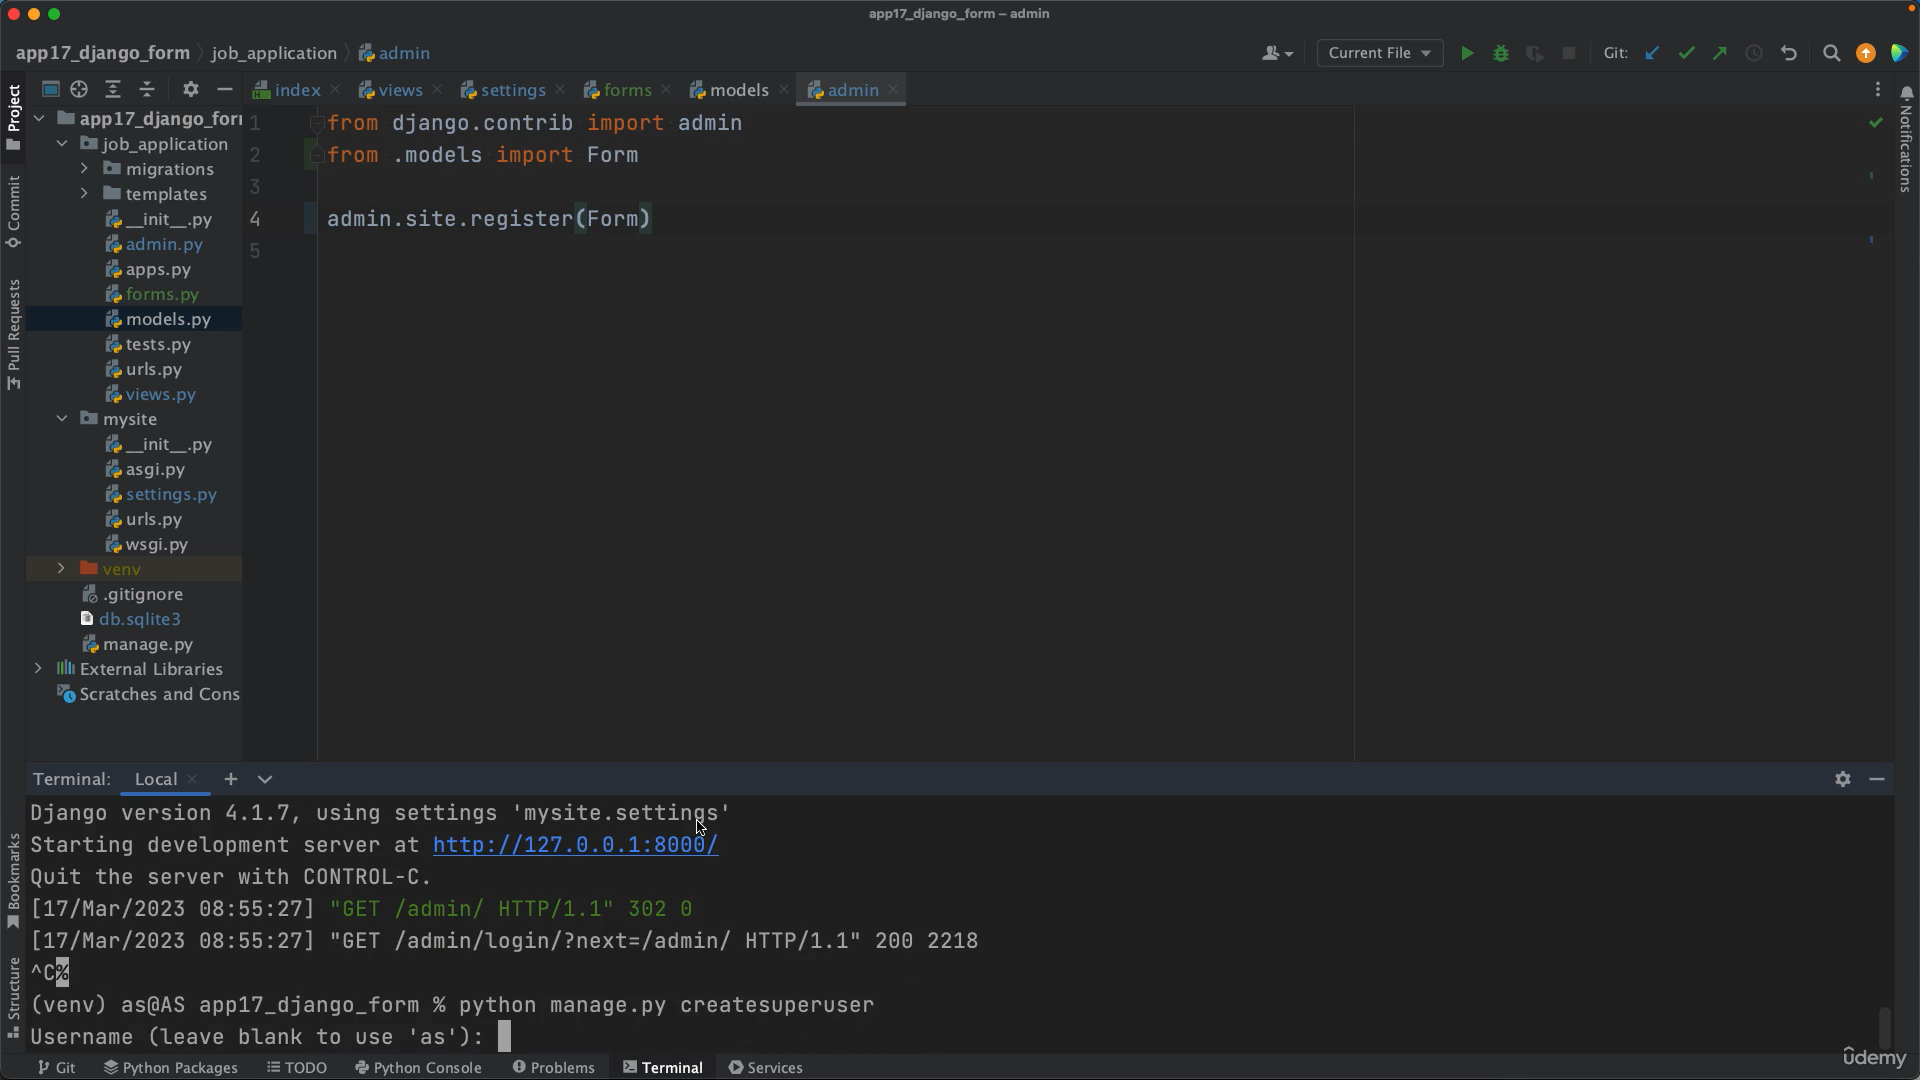 app17_django_form – admin
app17_django_form job_application admin
Current File
Git:
index views settings forms models admin
Project
Commit
Pull Requests
Bookmarks
Structure
Notifications
app17_django_for
job_application
migrations
templates
__init__.py
admin.py
apps.py
forms.py
models.py
tests.py
urls.py
views.py
mysite
__init__.py
asgi.py
settings.py
urls.py
wsgi.py
venv
.gitignore
db.sqlite3
manage.py
External Libraries
Scratches and Cons
1 from django.contrib import admin
2 from .models import Form
3
4 admin.site.register(Form)
5
Terminal: Local
Django version 4.1.7, using settings 'mysite.settings'
Starting development server at http://127.0.0.1:8000/
Quit the server with CONTROL-C.
[17/Mar/2023 08:55:27] "GET /admin/ HTTP/1.1" 302 0
[17/Mar/2023 08:55:27] "GET /admin/login/?next=/admin/ HTTP/1.1" 200 2218
^C%
(venv) as@AS app17_django_form % python manage.py createsuperuser
Username (leave blank to use 'as'):
Git Python Packages TODO Python Console Problems Terminal Services
ûdemy